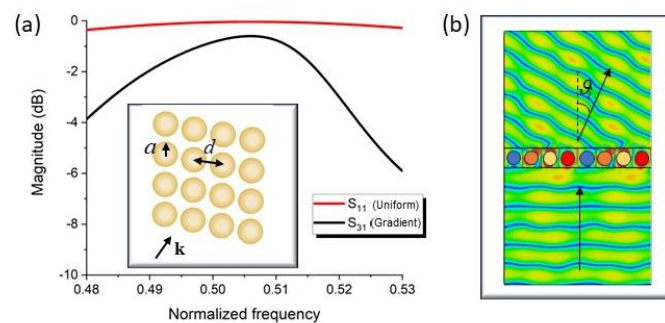 (a)
(b)
0
-2
-4
-6
-8
-10
Magnitude (dB)
a
d
k
S11 (Uniform)
S31 (Gradient)
0.48 0.49 0.50 0.51 0.52 0.53
Normalized frequency
ϑ